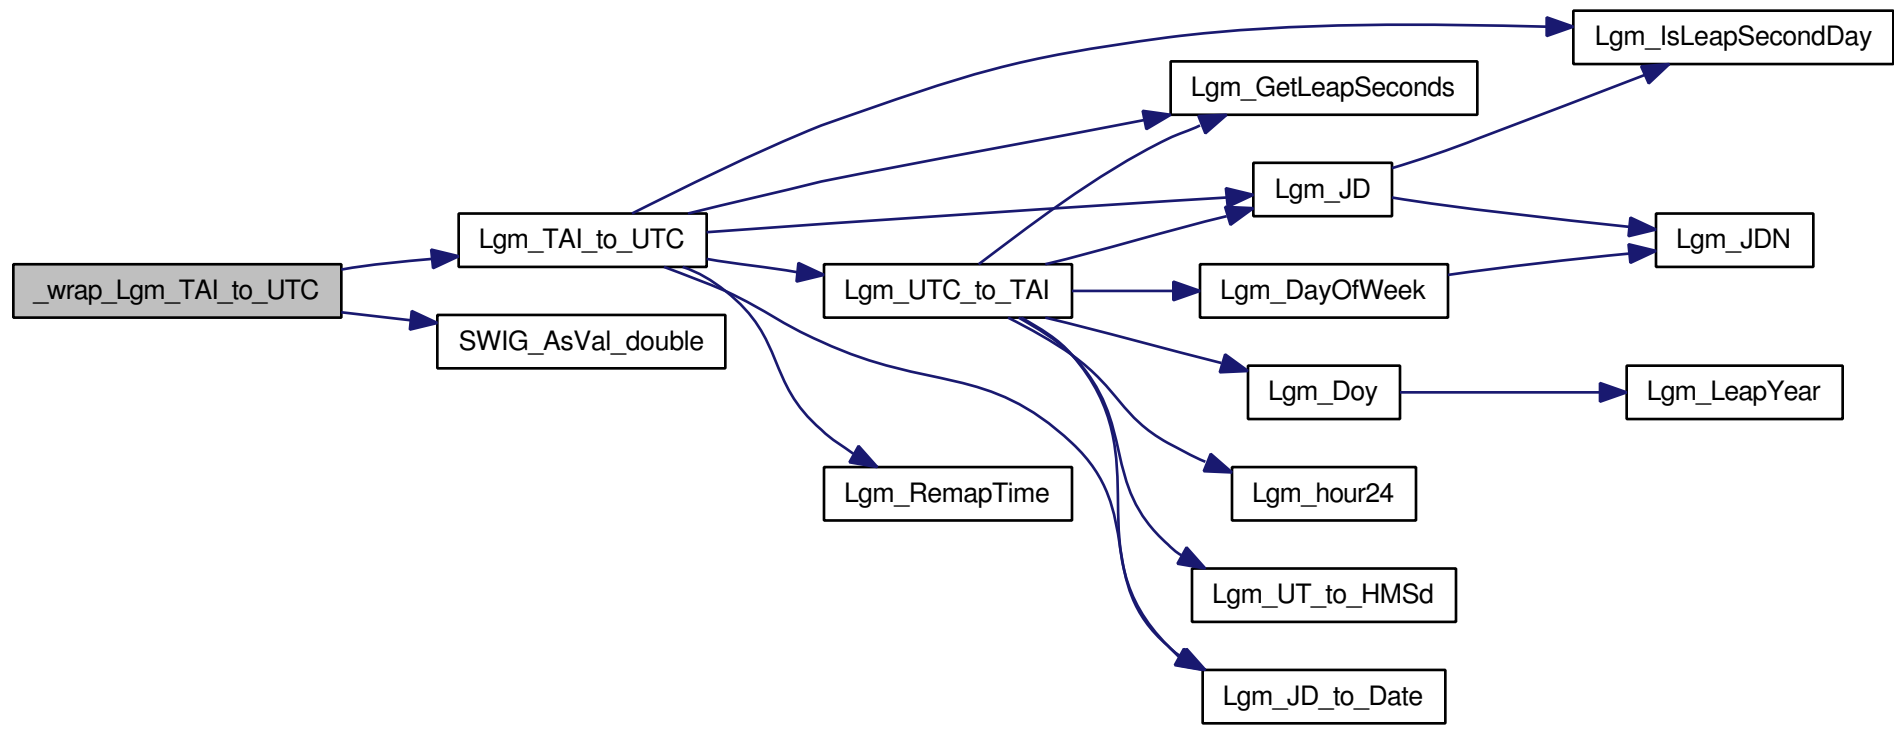 Lgm_IsLeapSecondDay
Lgm_GetLeapSeconds
Lgm_JD
Lgm_TAI_to_UTC
Lgm_JDN
_wrap_Lgm_TAI_to_UTC
Lgm_UTC_to_TAI
Lgm_DayOfWeek
SWIG_AsVal_double
Lgm_Doy
Lgm_LeapYear
Lgm_RemapTime
Lgm_hour24
Lgm_UT_to_HMSd
Lgm_JD_to_Date